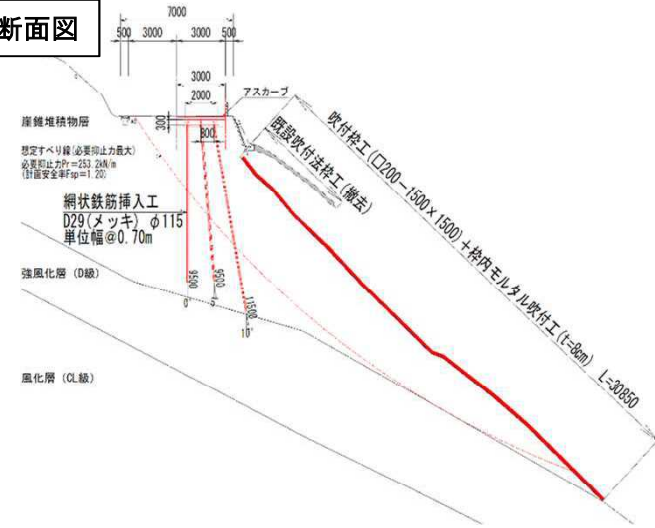 断面図
7000
500 3000 3000 500
3000
2000
アスカーブ
300
800
崖錐堆積物層
想定すべり線(必要抑止力最大)
必要抑止力Pr=253.2kN/m
(計画安全率Fsp=1.20)
既設吹付法枠工(撤去)
吹付枠工(□200-1500×1500)+枠内モルタル吹付工(t=8cm) L=30850
網状鉄筋挿入工
D29(メッキ) φ115
単位幅@0.70m
強風化層(D級)
9500
9500
11500
0°
10°
風化層(CL級)